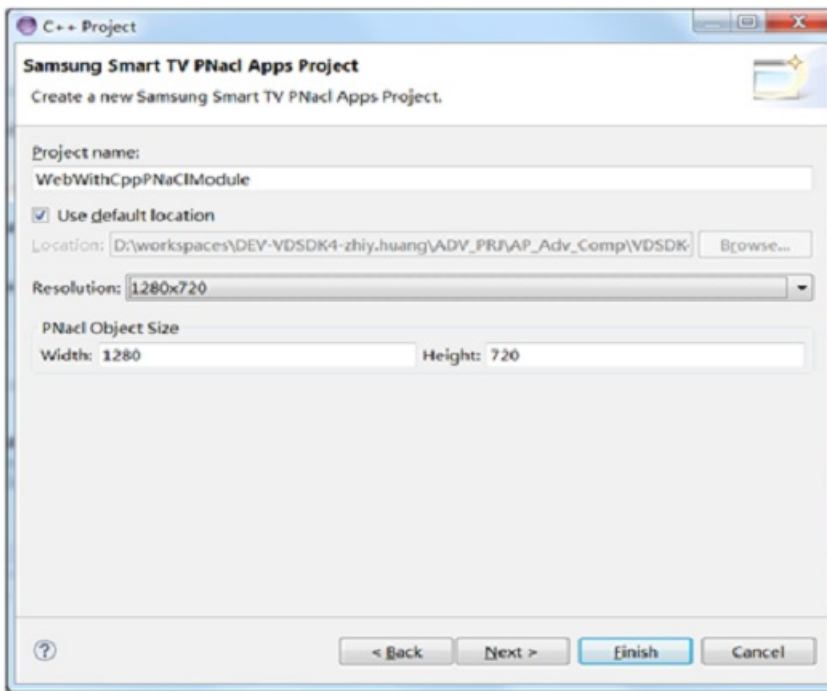 C++ Project
Samsung Smart TV PNacl Apps Project
Create a new Samsung Smart TV PNacl Apps Project.
Project name:
WebWithCppPNaClModule
Use default location
Location: D:\workspaces\DEV-VDSDK4-zhiy.huang\ADV_PRJ\AP_Adv_Comp\VDSDK- Browse...
Resolution: 1280x720
PNacl Object Size
Width: 1280 Height: 720
? < Back Next > Finish Cancel